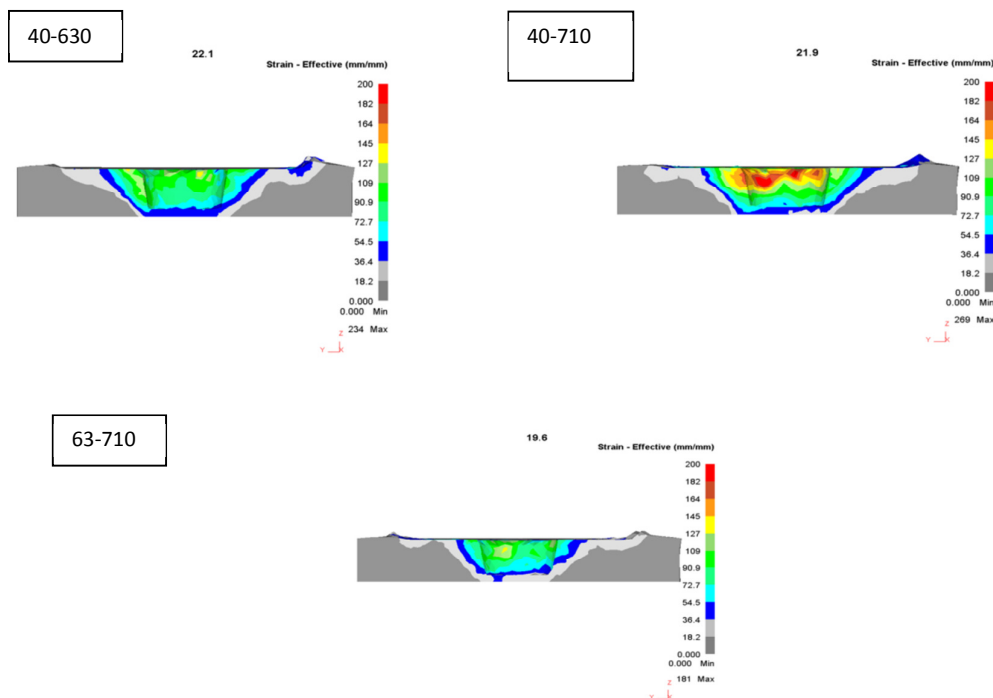 40-630
22.1
Strain - Effective (mm/mm)
200
182
164
145
127
109
90.9
72.7
54.5
36.4
18.2
0.000
0.000 Min
234 Max
Z
Y X
40-710
21.9
Strain - Effective (mm/mm)
200
182
164
145
127
109
90.9
72.7
54.5
36.4
18.2
0.000
0.000 Min
269 Max
Z
Y X
63-710
19.6
Strain - Effective (mm/mm)
200
182
164
145
127
109
90.9
72.7
54.5
36.4
18.2
0.000
0.000 Min
181 Max
Z
Y X